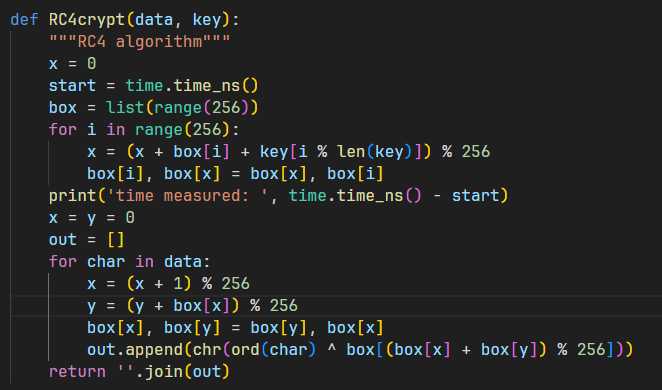 def RC4crypt(data, key):
    """RC4 algorithm"""
    x = 0
    start = time.time_ns()
    box = list(range(256))
    for i in range(256):
        x = (x + box[i] + key[i % len(key)]) % 256
        box[i], box[x] = box[x], box[i]
    print('time measured: ', time.time_ns() - start)
    x = y = 0
    out = []
    for char in data:
        x = (x + 1) % 256
        y = (y + box[x]) % 256
        box[x], box[y] = box[y], box[x]
        out.append(chr(ord(char) ^ box[(box[x] + box[y]) % 256]))
    return ''.join(out)